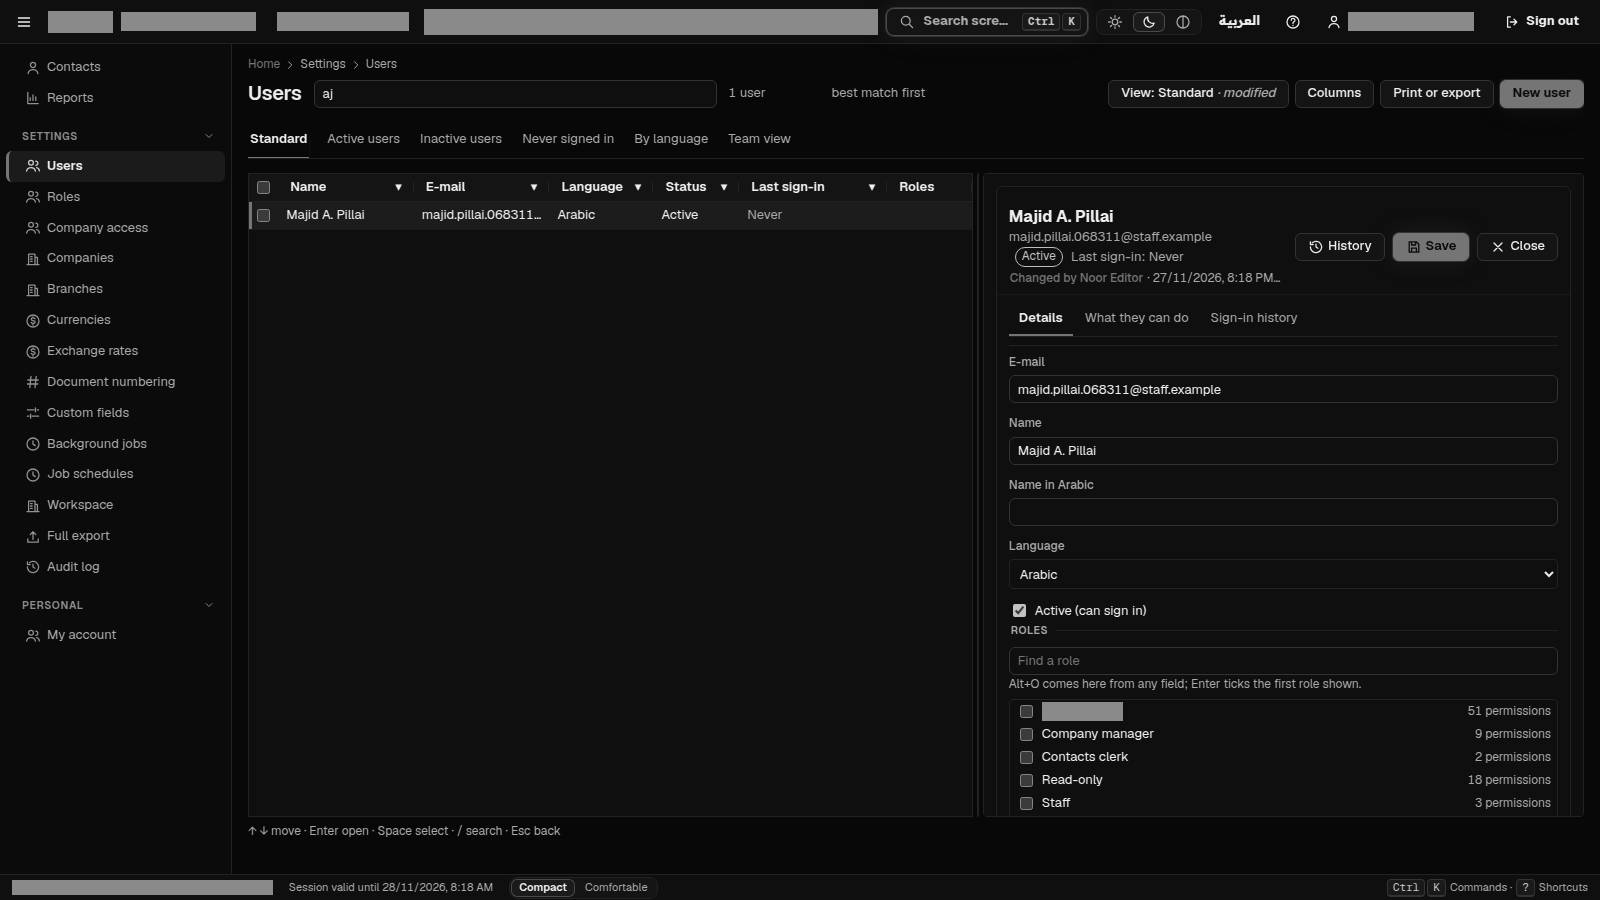 Search scre... Ctrl K
العربية
Sign out
Contacts
Reports
SETTINGS
Users
Roles
Company access
Companies
Branches
Currencies
Exchange rates
Document numbering
Custom fields
Background jobs
Job schedules
Workspace
Full export
Audit log
PERSONAL
My account
Home > Settings > Users
Users
aj
1 user
best match first
View: Standard · modified
Columns
Print or export
New user
Standard
Active users
Inactive users
Never signed in
By language
Team view
Name ▼ E-mail ▼ Language ▼ Status ▼ Last sign-in ▼ Roles
Majid A. Pillai majid.pillai.068311... Arabic Active Never
Majid A. Pillai
majid.pillai.068311@staff.example
Active Last sign-in: Never
Changed by Noor Editor · 27/11/2026, 8:18 PM...
History
Save
Close
Details
What they can do
Sign-in history
E-mail
majid.pillai.068311@staff.example
Name
Majid A. Pillai
Name in Arabic
Language
Arabic
Active (can sign in)
ROLES
Find a role
Alt+O comes here from any field; Enter ticks the first role shown.
51 permissions
Company manager 9 permissions
Contacts clerk 2 permissions
Read-only 18 permissions
Staff 3 permissions
↑↓ move · Enter open · Space select · / search · Esc back
Session valid until 28/11/2026, 8:18 AM
Compact
Comfortable
Ctrl K Commands · ? Shortcuts